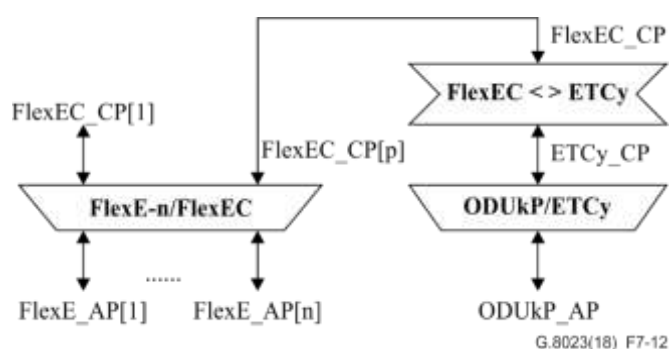 FlexEC_CP
FlexEC < > ETCy
FlexEC_CP[1]
FlexEC_CP[p]
ETCy_CP
FlexE-n/FlexEC
ODUkP/ETCy
......
FlexE_AP[1]
FlexE_AP[n]
ODUkP_AP
G.8023(18)_F7-12